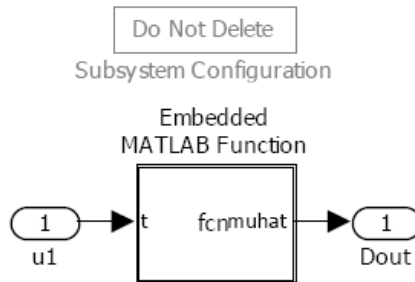 Do Not Delete
Subsystem Configuration
Embedded
MATLAB Function
1
t
fcn
muhat
1
u1
Dout